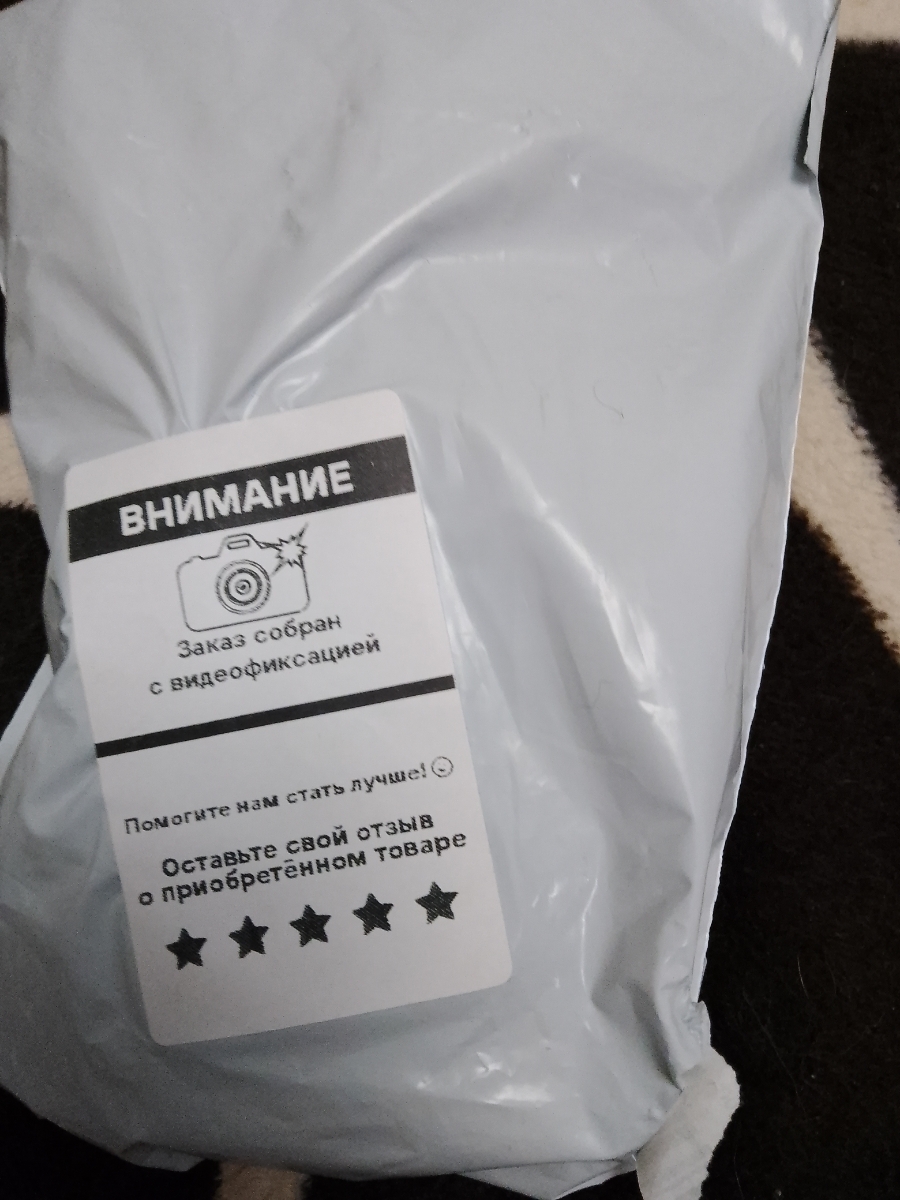 ВНИМАНИЕ
Заказ собран
с видеофиксацией
Помогите нам стать лучше!
Оставьте свой отзыв
о приобретённом товаре